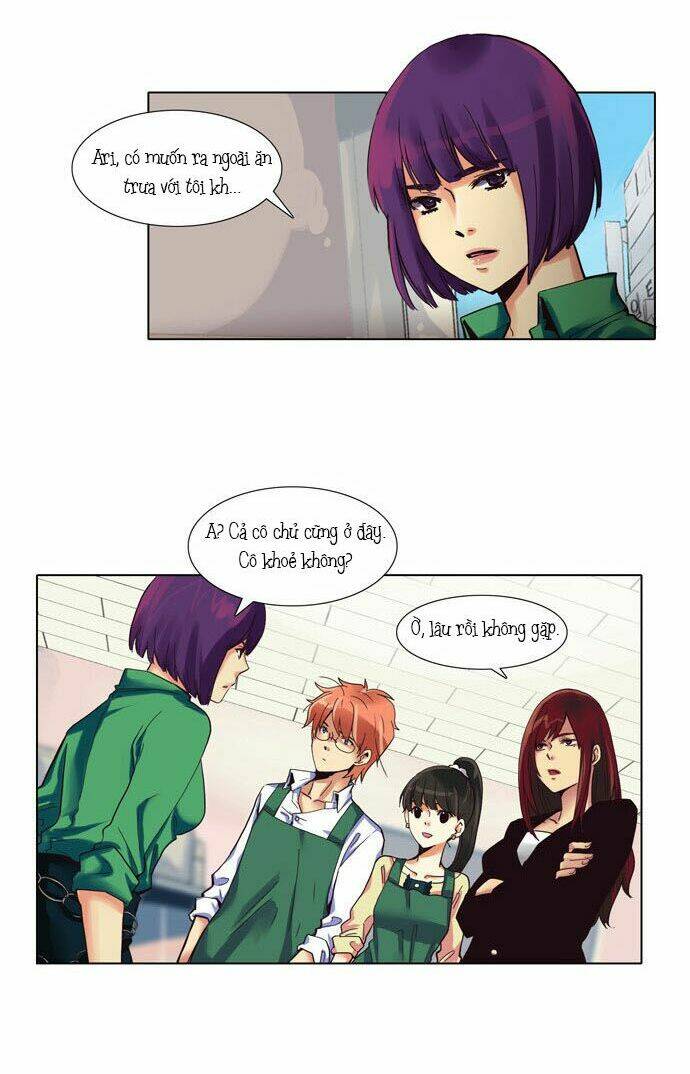 Ari, có muốn ra ngoài ăn
trưa với tôi kh...
A? Cả cô chủ cũng ở đây.
Cô khoẻ không?
Ờ, lâu rồi không gặp.